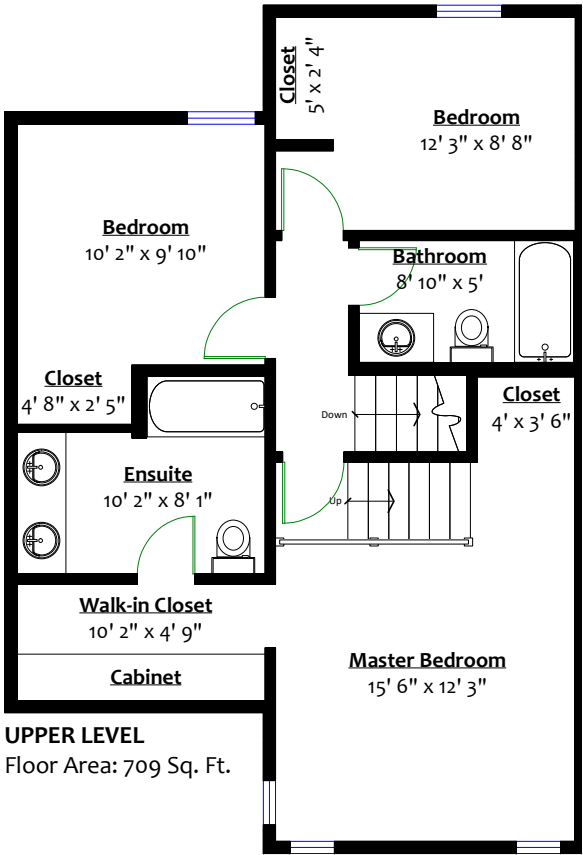 Closet
5' x 2' 4"
Bedroom
12' 3" x 8' 8"
Bedroom
10' 2" x 9' 10"
Bathroom
8' 10" x 5'
Closet
4' 8" x 2' 5"
Closet
4' x 3' 6"
Down
Ensuite
10' 2" x 8' 1"
Up
Walk-in Closet
10' 2" x 4' 9"
Cabinet
Master Bedroom
15' 6" x 12' 3"
UPPER LEVEL
Floor Area: 709 Sq. Ft.